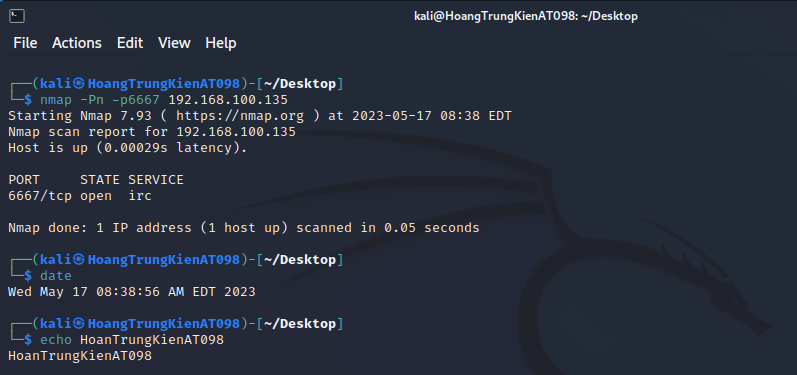 kali@HoangTrungKienAT098: ~/Desktop
File Actions Edit View Help
┌──(kali㉿HoangTrungKienAT098)-[~/Desktop]
└─$ nmap -Pn -p6667 192.168.100.135
Starting Nmap 7.93 ( https://nmap.org ) at 2023-05-17 08:38 EDT
Nmap scan report for 192.168.100.135
Host is up (0.00029s latency).
PORT     STATE SERVICE
6667/tcp open  irc
Nmap done: 1 IP address (1 host up) scanned in 0.05 seconds
┌──(kali㉿HoangTrungKienAT098)-[~/Desktop]
└─$ date
Wed May 17 08:38:56 AM EDT 2023
┌──(kali㉿HoangTrungKienAT098)-[~/Desktop]
└─$ echo HoanTrungKienAT098
HoanTrungKienAT098